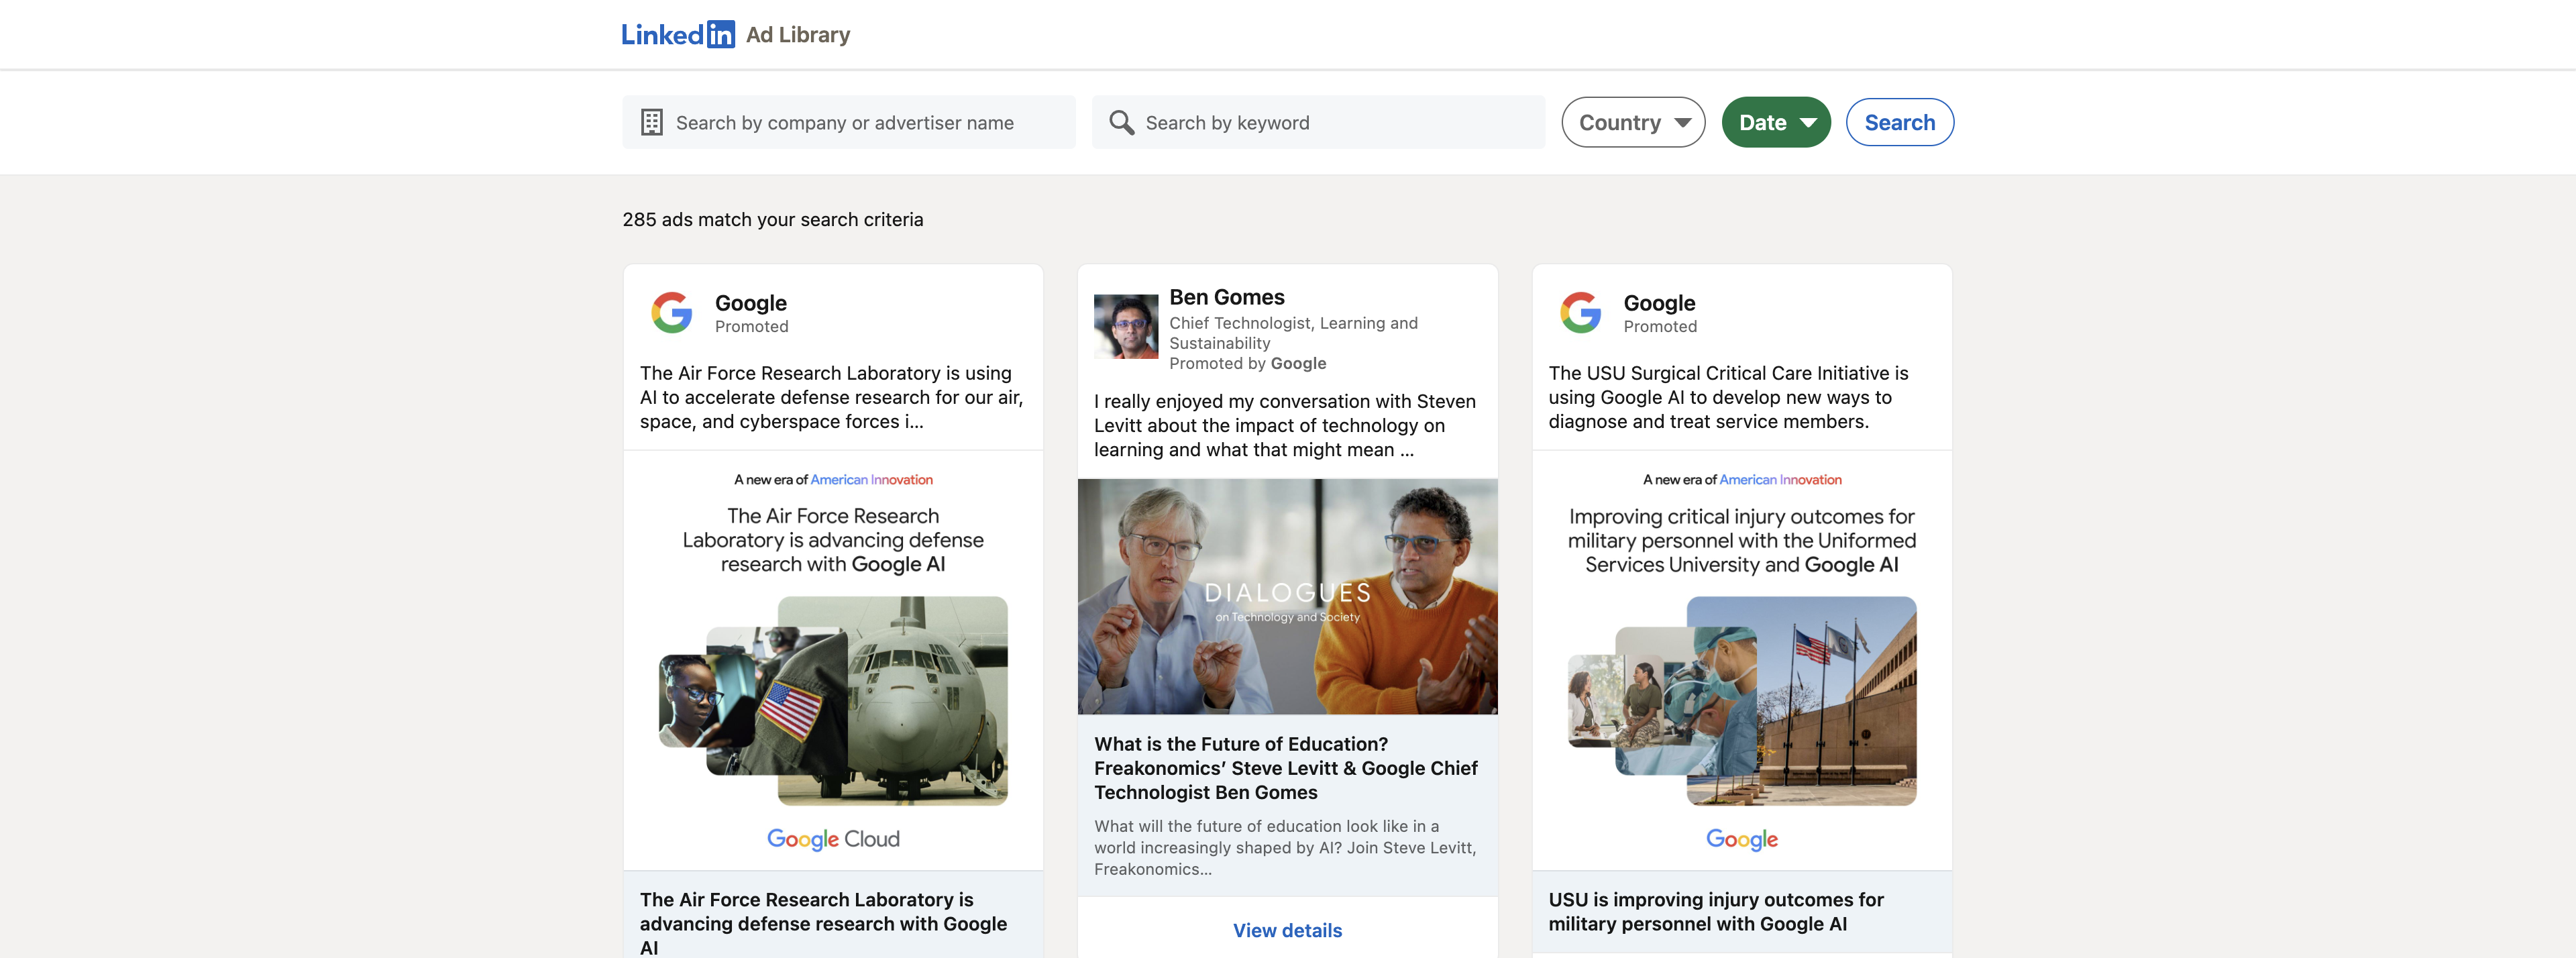 Linkedin Ad Library
Search by company or advertiser name
Search by keyword
Country
Date
Search
285 ads match your search criteria
Google
Promoted
The Air Force Research Laboratory is using
AI to accelerate defense research for our air,
space, and cyberspace forces i...
A new era of American Innovation
The Air Force Research
Laboratory is advancing defense
research with Google AI
Google Cloud
The Air Force Research Laboratory is
advancing defense research with Google
AI
Ben Gomes
Chief Technologist, Learning and
Sustainability
Promoted by Google
I really enjoyed my conversation with Steven
Levitt about the impact of technology on
learning and what that might mean ...
DIALOGUES
on Technology and Society
What is the Future of Education?
Freakonomics’ Steve Levitt & Google Chief
Technologist Ben Gomes
What will the future of education look like in a
world increasingly shaped by AI? Join Steve Levitt,
Freakonomics...
View details
Google
Promoted
The USU Surgical Critical Care Initiative is
using Google AI to develop new ways to
diagnose and treat service members.
A new era of American Innovation
Improving critical injury outcomes for
military personnel with the Uniformed
Services University and Google AI
Google
USU is improving injury outcomes for
military personnel with Google AI